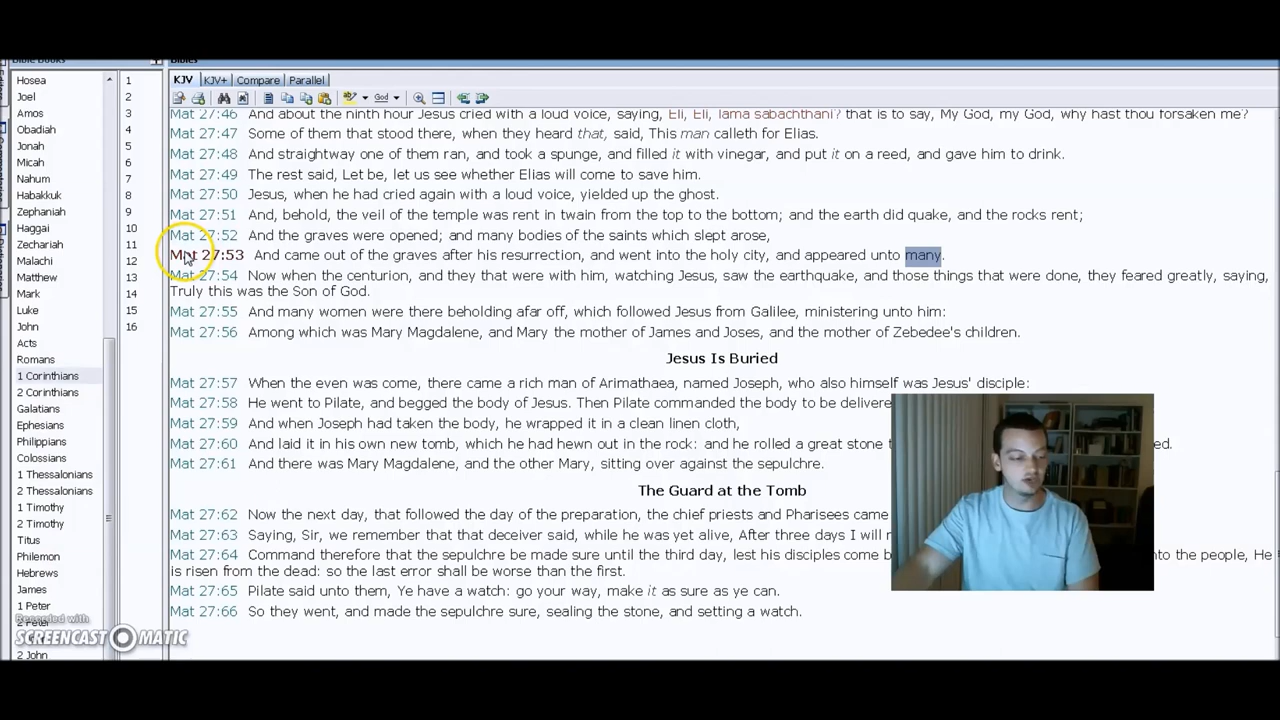 Bible Books
Bibles
KJV KJV+ Compare Parallel
God
Hosea
Joel
Amos
Obadiah
Jonah
Micah
Nahum
Habakkuk
Zephaniah
Haggai
Zechariah
Malachi
Matthew
Mark
Luke
John
Acts
Romans
1 Corinthians
2 Corinthians
Galatians
Ephesians
Philippians
Colossians
1 Thessalonians
2 Thessalonians
1 Timothy
2 Timothy
Titus
Philemon
Hebrews
James
1 Peter
2 Peter
2 John
1
2
3
4
5
6
7
8
9
10
11
12
13
14
15
16
Mat 27:46 And about the ninth hour Jesus cried with a loud voice, saying, Eli, Eli, lama sabachthani? that is to say, My God, my God, why hast thou forsaken me?
Mat 27:47 Some of them that stood there, when they heard that, said, This man calleth for Elias.
Mat 27:48 And straightway one of them ran, and took a spunge, and filled it with vinegar, and put it on a reed, and gave him to drink.
Mat 27:49 The rest said, Let be, let us see whether Elias will come to save him.
Mat 27:50 Jesus, when he had cried again with a loud voice, yielded up the ghost.
Mat 27:51 And, behold, the veil of the temple was rent in twain from the top to the bottom; and the earth did quake, and the rocks rent;
Mat 27:52 And the graves were opened; and many bodies of the saints which slept arose,
Mat 27:53 And came out of the graves after his resurrection, and went into the holy city, and appeared unto many.
Mat 27:54 Now when the centurion, and they that were with him, watching Jesus, saw the earthquake, and those things that were done, they feared greatly, saying,
Truly this was the Son of God.
Mat 27:55 And many women were there beholding afar off, which followed Jesus from Galilee, ministering unto him:
Mat 27:56 Among which was Mary Magdalene, and Mary the mother of James and Joses, and the mother of Zebedee's children.
Jesus Is Buried
Mat 27:57 When the even was come, there came a rich man of Arimathaea, named Joseph, who also himself was Jesus' disciple:
Mat 27:58 He went to Pilate, and begged the body of Jesus. Then Pilate commanded the body to be delivere
Mat 27:59 And when Joseph had taken the body, he wrapped it in a clean linen cloth,
Mat 27:60 And laid it in his own new tomb, which he had hewn out in the rock: and he rolled a great stone t ed.
Mat 27:61 And there was Mary Magdalene, and the other Mary, sitting over against the sepulchre.
The Guard at the Tomb
Mat 27:62 Now the next day, that followed the day of the preparation, the chief priests and Pharisees came
Mat 27:63 Saying, Sir, we remember that that deceiver said, while he was yet alive, After three days I will r
Mat 27:64 Command therefore that the sepulchre be made sure until the third day, lest his disciples come b nto the people, He
is risen from the dead: so the last error shall be worse than the first.
Mat 27:65 Pilate said unto them, Ye have a watch: go your way, make it as sure as ye can.
Mat 27:66 So they went, and made the sepulchre sure, sealing the stone, and setting a watch.
Recorded with
SCREENCAST MATIC